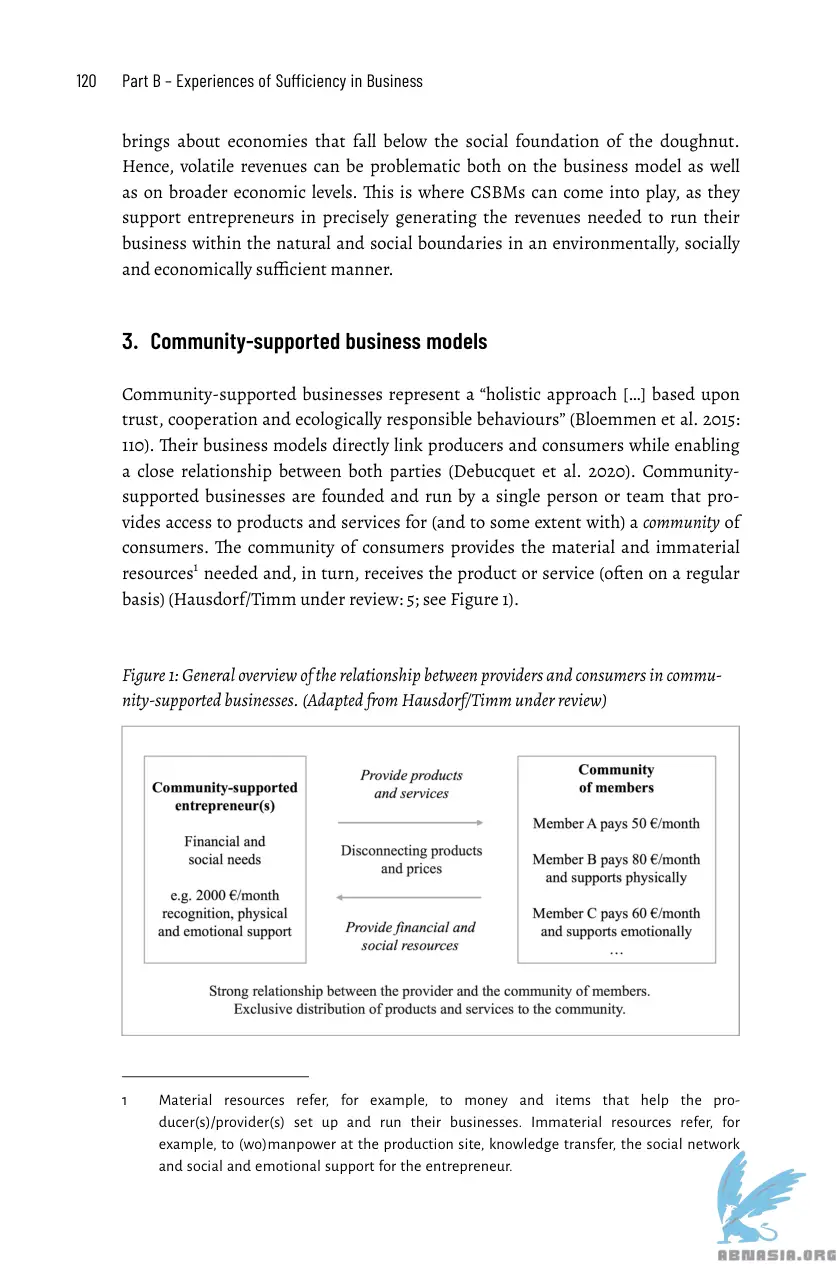 120 Part B – Experiences of Sufficiency in Business
brings about economies that fall below the social foundation of the doughnut.
Hence, volatile revenues can be problematic both on the business model as well
as on broader economic levels. This is where CSBMs can come into play, as they
support entrepreneurs in precisely generating the revenues needed to run their
business within the natural and social boundaries in an environmentally, socially
and economically sufficient manner.
3. Community-supported business models
Community-supported businesses represent a “holistic approach […] based upon
trust, cooperation and ecologically responsible behaviours” (Bloemmen et al. 2015:
110). Their business models directly link producers and consumers while enabling
a close relationship between both parties (Debucquet et al. 2020). Community-
supported businesses are founded and run by a single person or team that pro-
vides access to products and services for (and to some extent with) a community of
consumers. The community of consumers provides the material and immaterial
resources¹ needed and, in turn, receives the product or service (often on a regular
basis) (Hausdorf/Timm under review: 5; see Figure 1).
Figure 1: General overview of the relationship between providers and consumers in commu-
nity-supported businesses. (Adapted from Hausdorf/Timm under review)
Community-supported
entrepreneur(s)
Financial and
social needs
e.g. 2000 €/month
recognition, physical
and emotional support
Provide products
and services
Disconnecting products
and prices
Provide financial and
social resources
Community
of members
Member A pays 50 €/month
Member B pays 80 €/month
and supports physically
Member C pays 60 €/month
and supports emotionally
…
Strong relationship between the provider and the community of members.
Exclusive distribution of products and services to the community.
1 Material resources refer, for example, to money and items that help the pro-
ducer(s)/provider(s) set up and run their businesses. Immaterial resources refer, for
example, to (wo)manpower at the production site, knowledge transfer, the social network
and social and emotional support for the entrepreneur.
ABNASIA.ORG